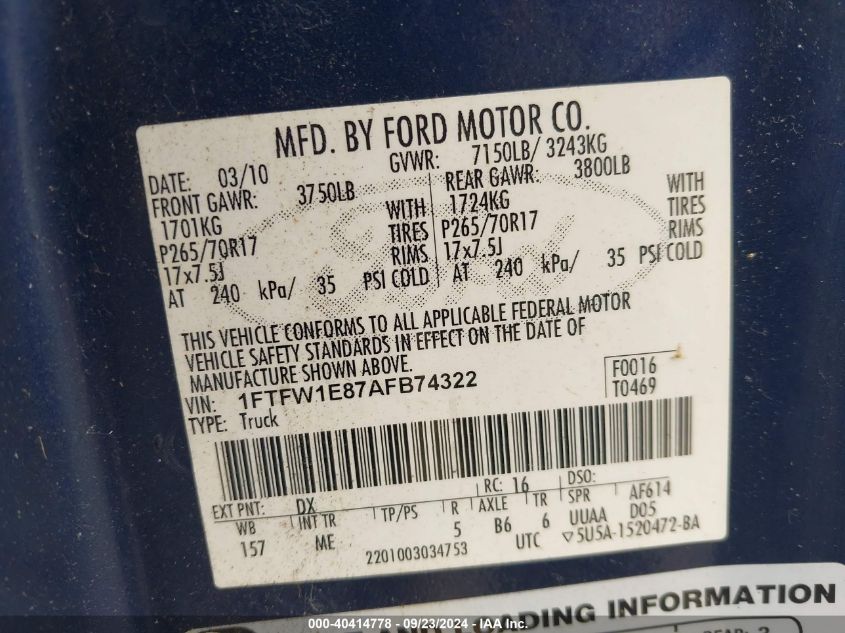 MFD. BY FORD MOTOR CO.
DATE: 03/10 GVWR: 7150LB/ 3243KG
FRONT GAWR: 3750LB REAR GAWR: 3800LB
1701KG WITH 1724KG WITH
P265/70R17 TIRES P265/70R17 TIRES
17x7.5J RIMS 17x7.5J RIMS
AT 240 kPa/ 35 PSI COLD AT 240 kPa/ 35 PSI COLD
THIS VEHICLE CONFORMS TO ALL APPLICABLE FEDERAL MOTOR
VEHICLE SAFETY STANDARDS IN EFFECT ON THE DATE OF
MANUFACTURE SHOWN ABOVE.
VIN: 1FTFW1E87AFB74322 F0016
TYPE: Truck T0469
EXT PNT: DX RC: 16 DSO: AF614
WB INT TR TP/PS R AXLE TR SPR D05
157 ME 5 B6 6 UUAA
2201003034753 UTC ▽5U5A-1520472-BA
AND LOADING INFORMATION
000-40414778 - 09/23/2024 - IAA Inc.